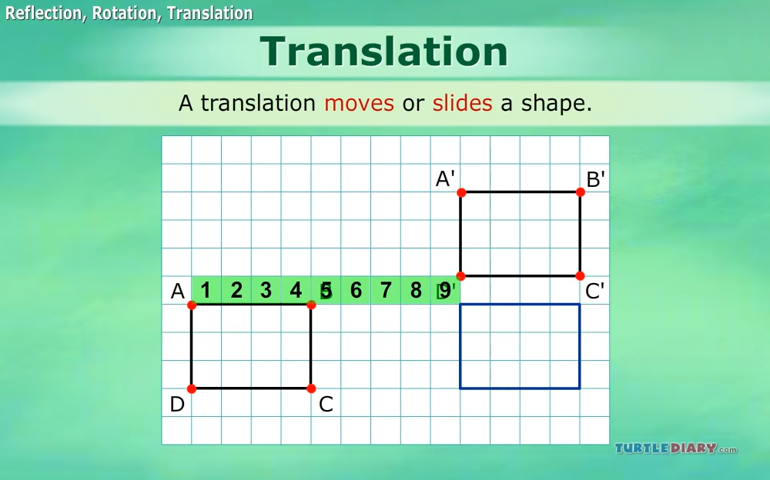 Reflection, Rotation, Translation
Translation
A translation moves or slides a shape.
A' B'
A 1 2 3 4 5 6 7 8 9 C'
D C
TURTLEDIARY.com